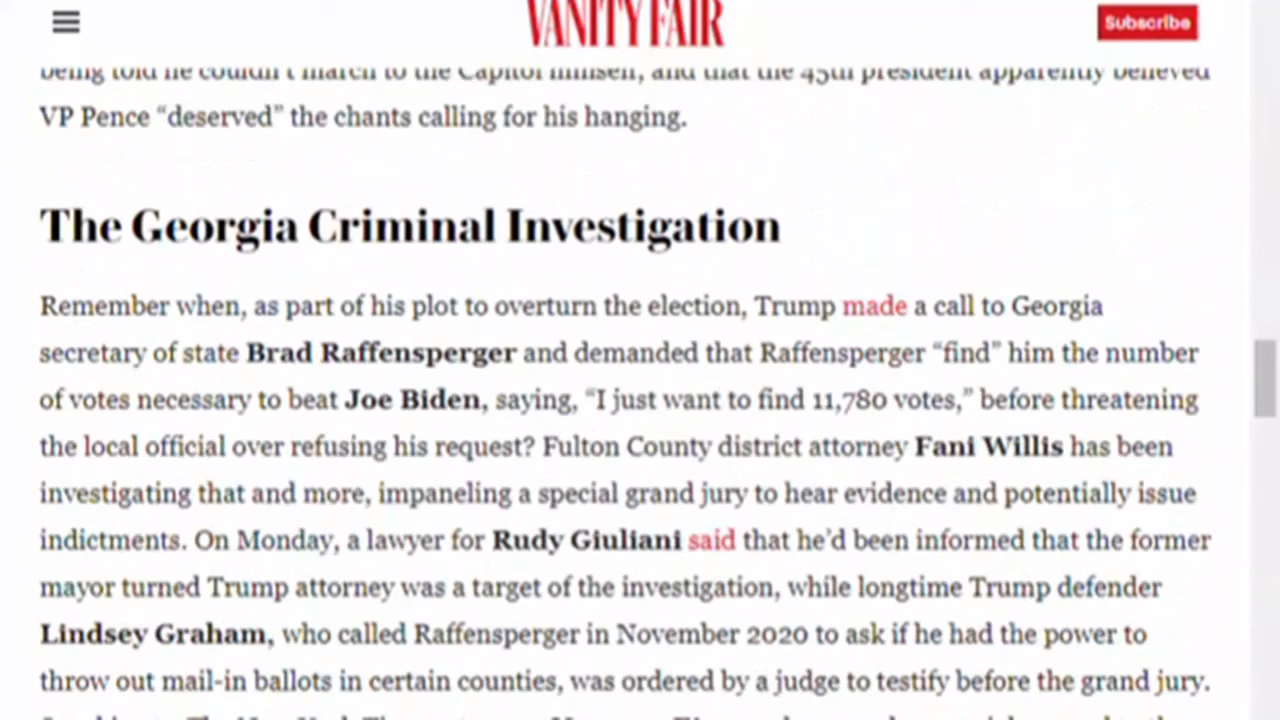 VANITY FAIR
Subscribe
being told he couldn't march to the Capitol himself, and that the 45th president apparently believed
VP Pence “deserved” the chants calling for his hanging.
The Georgia Criminal Investigation
Remember when, as part of his plot to overturn the election, Trump made a call to Georgia
secretary of state Brad Raffensperger and demanded that Raffensperger “find” him the number
of votes necessary to beat Joe Biden, saying, “I just want to find 11,780 votes,” before threatening
the local official over refusing his request? Fulton County district attorney Fani Willis has been
investigating that and more, impaneling a special grand jury to hear evidence and potentially issue
indictments. On Monday, a lawyer for Rudy Giuliani said that he’d been informed that the former
mayor turned Trump attorney was a target of the investigation, while longtime Trump defender
Lindsey Graham, who called Raffensperger in November 2020 to ask if he had the power to
throw out mail-in ballots in certain counties, was ordered by a judge to testify before the grand jury.